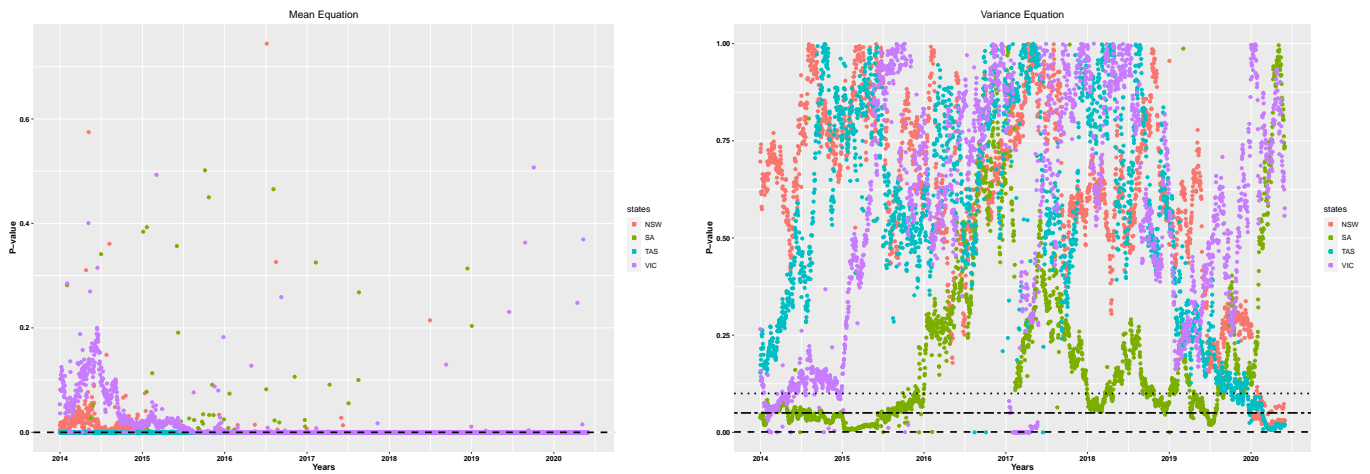 Mean Equation
P-value
0.6
0.4
0.2
0.0
2014 2015 2016 2017 2018 2019 2020
Years
states
NSW
SA
TAS
VIC
Variance Equation
P-value
1.00
0.75
0.50
0.25
0.00
2014 2015 2016 2017 2018 2019 2020
Years
states
NSW
SA
TAS
VIC